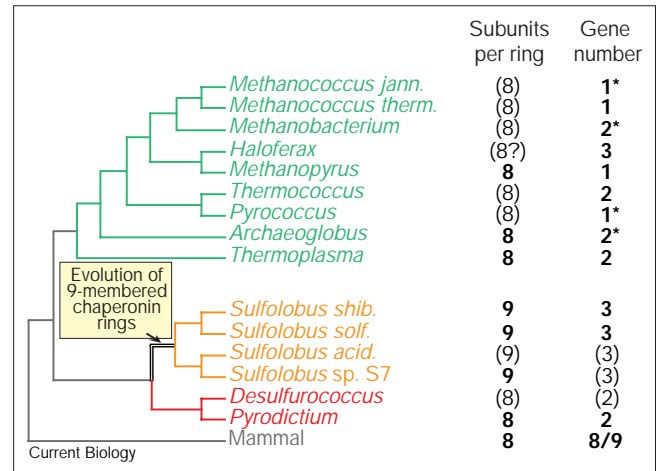 Subunits per ring Gene number
Methanococcus jann. (8) 1*
Methanococcus therm. (8) 1
Methanobacterium (8) 2*
Haloferax (8?) 3
Methanopyrus 8 1
Thermococcus (8) 2
Pyrococcus (8) 1*
Archaeoglobus 8 2*
Thermoplasma 8 2
Evolution of
9-membered
chaperonin
rings
Sulfolobus shib. 9 3
Sulfolobus solf. 9 3
Sulfolobus acid. (9) (3)
Sulfolobus sp. S7 9 (3)
Desulfurococcus (8) (2)
Pyrodictium 8 2
Mammal 8 8/9
Current Biology